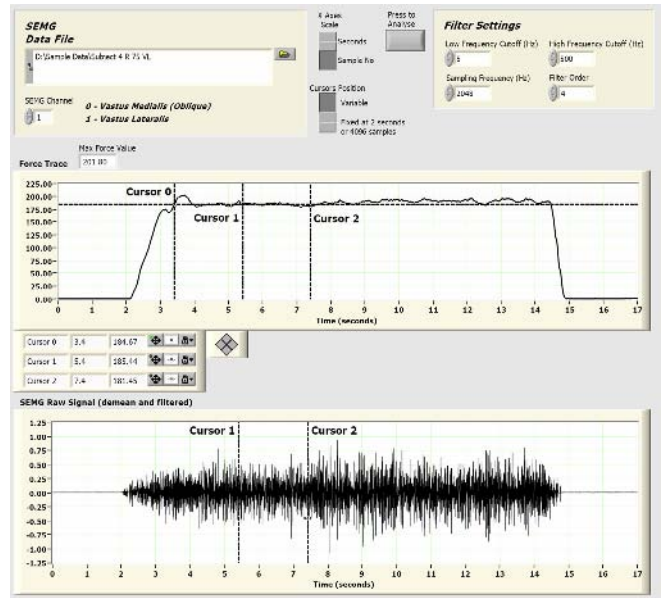 SEMG
Data File
D:\Sample Data\Subject 4 R 75 VL
SEMG Channel
1
0 - Vastus Medialis (Oblique)
1 - Vastus Lateralis
X Axes
Scale
Seconds
Sample No
Press to
Analyse
Cursors Position
Variable
Fixed at 2 seconds
or 4096 samples
Filter Settings
Low Frequency Cutoff (Hz)
5
High Frequency Cutoff (Hz)
500
Sampling Frequency (Hz)
2048
Filter Order
4
Max Force Value
Force Trace
201.80
225.00
200.00
175.00
150.00
125.00
100.00
75.00
50.00
25.00
0.00
Cursor 0
Cursor 1
Cursor 2
0 1 2 3 4 5 6 7 8 9 10 11 12 13 14 15 16 17
Time (seconds)
Cursor 0 3.4 184.67
Cursor 1 5.4 185.44
Cursor 2 7.4 181.45
SEMG Raw Signal (demean and filtered)
1.25
1.00
0.75
0.50
0.25
0.00
-0.25
-0.50
-0.75
-1.00
-1.25
Cursor 1
Cursor 2
0 1 2 3 4 5 6 7 8 9 10 11 12 13 14 15 16 17
Time (seconds)